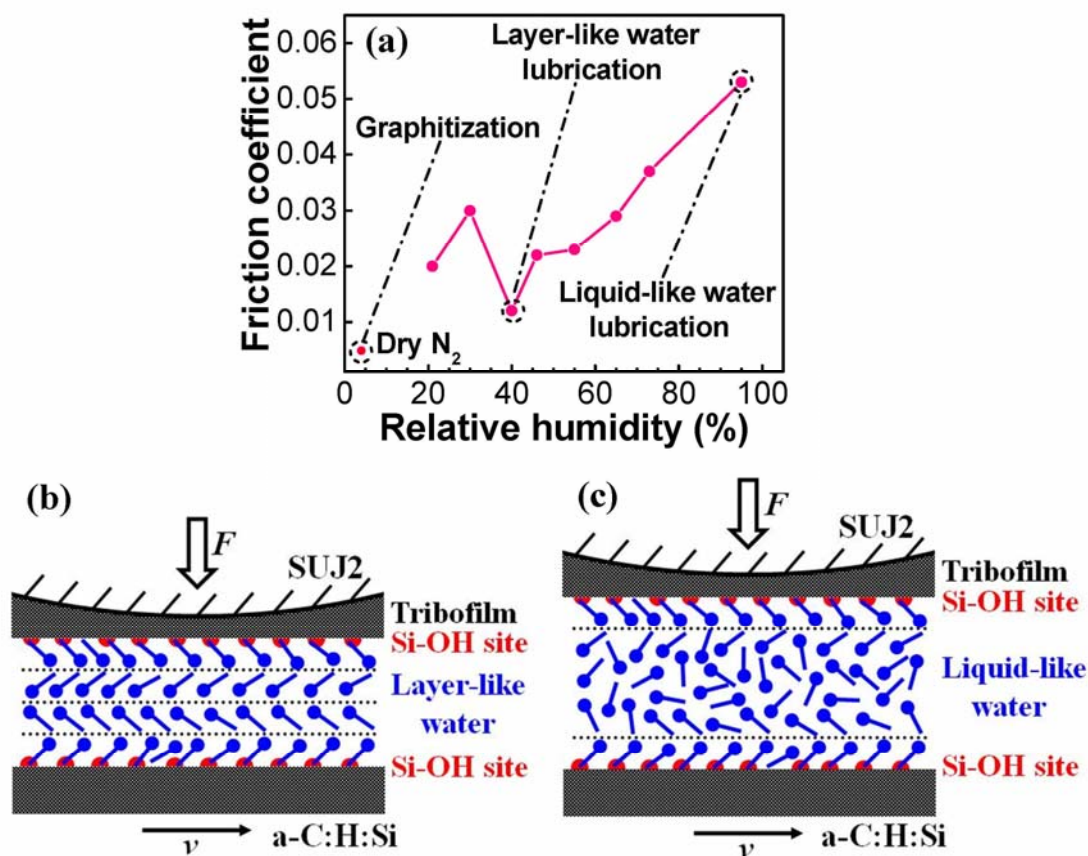 (a)
Layer-like water
lubrication
Graphitization
Liquid-like water
lubrication
Dry N₂
Friction coefficient
0.06
0.05
0.04
0.03
0.02
0.01
0 20 40 60 80 100
Relative humidity (%)
(b)
F
SUJ2
Tribofilm
Si-OH site
Layer-like
water
Si-OH site
v
a-C:H:Si
(c)
F
SUJ2
Tribofilm
Si-OH site
Liquid-like
water
Si-OH site
v
a-C:H:Si